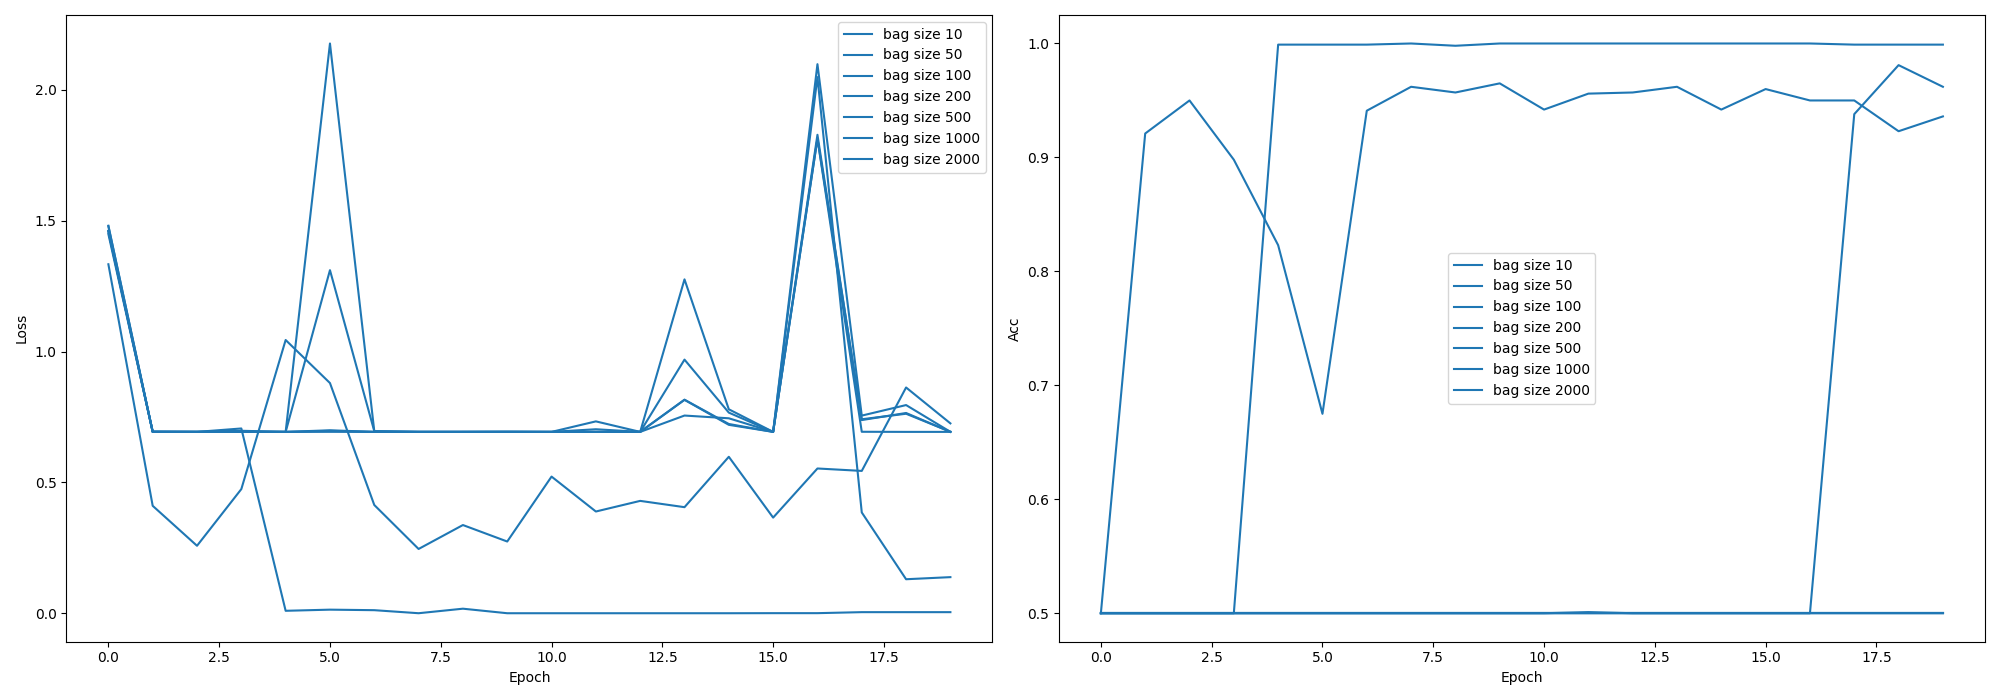 Loss
2.0
1.5
1.0
0.5
0.0
0.0
2.5
5.0
7.5
10.0
12.5
15.0
17.5
Epoch
bag size 10
bag size 50
bag size 100
bag size 200
bag size 500
bag size 1000
bag size 2000
Acc
1.0
0.9
0.8
0.7
0.6
0.5
0.0
2.5
5.0
7.5
10.0
12.5
15.0
17.5
Epoch
bag size 10
bag size 50
bag size 100
bag size 200
bag size 500
bag size 1000
bag size 2000